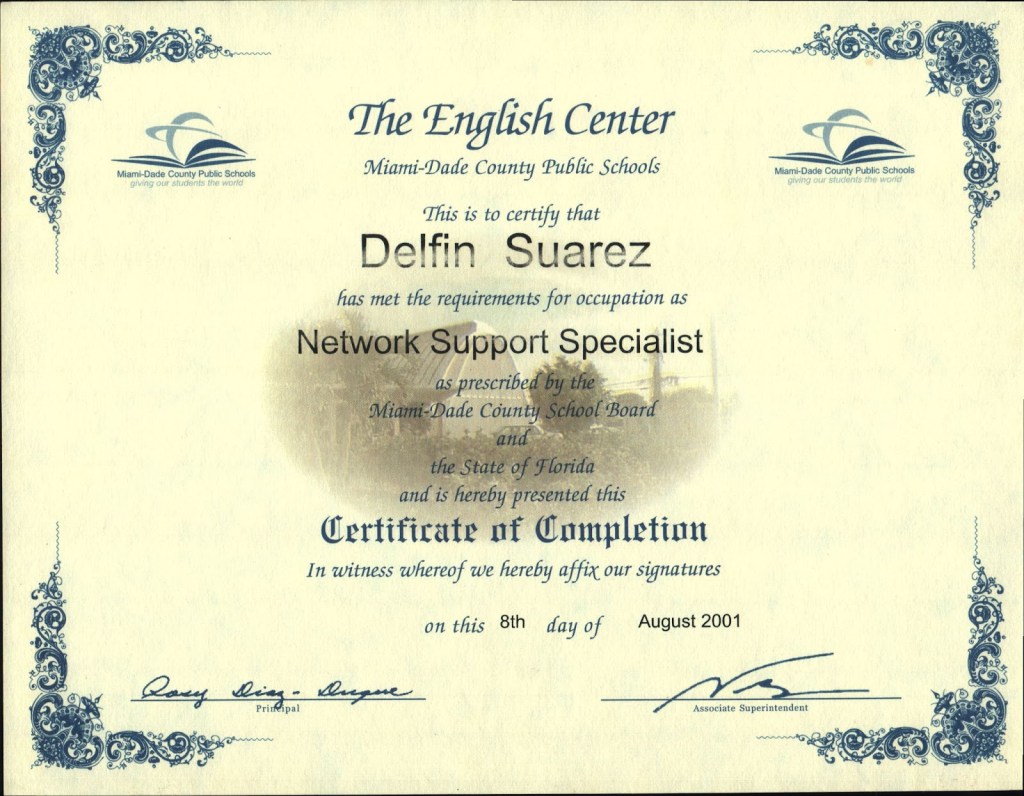 The English Center
Miami-Dade County Public Schools
giving our students the world
Miami-Dade County Public Schools
giving our students the world
Miami-Dade County Public Schools
This is to certify that
Delfin Suarez
has met the requirements for occupation as
Network Support Specialist
as prescribed by the
Miami-Dade County School Board
and
the State of Florida
and is hereby presented this
Certificate of Completion
In witness whereof we hereby affix our signatures
on this 8th day of August 2001
Rosy Diaz-Duque
Principal
Associate Superintendent